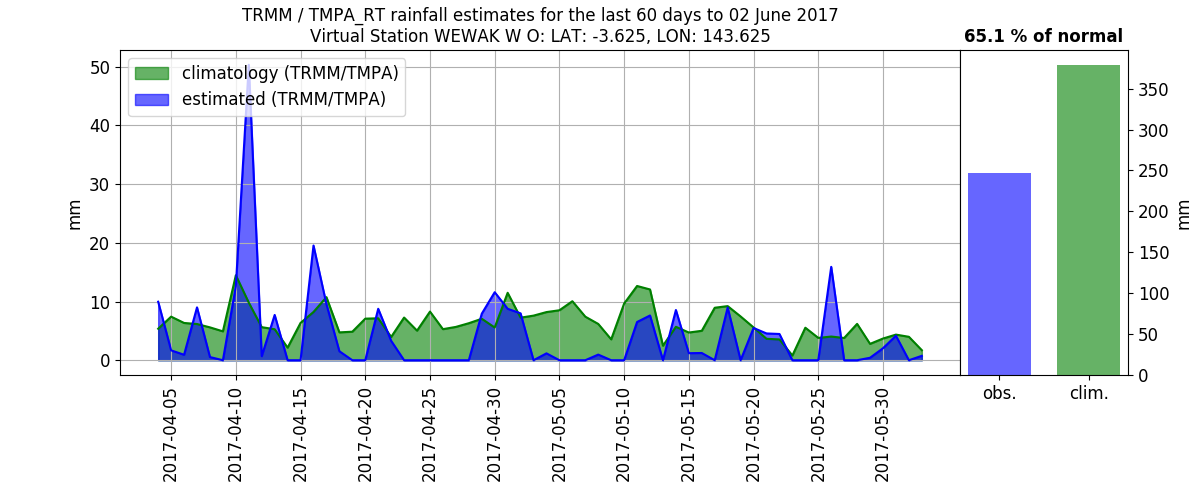 TRMM / TMPA_RT rainfall estimates for the last 60 days to 02 June 2017
Virtual Station WEWAK W O: LAT: -3.625, LON: 143.625
65.1 % of normal
climatology (TRMM/TMPA)
estimated (TRMM/TMPA)
50
40
30
20
10
0
mm
2017-04-05
2017-04-10
2017-04-15
2017-04-20
2017-04-25
2017-04-30
2017-05-05
2017-05-10
2017-05-15
2017-05-20
2017-05-25
2017-05-30
350
300
250
200
150
100
50
0
mm
obs.
clim.